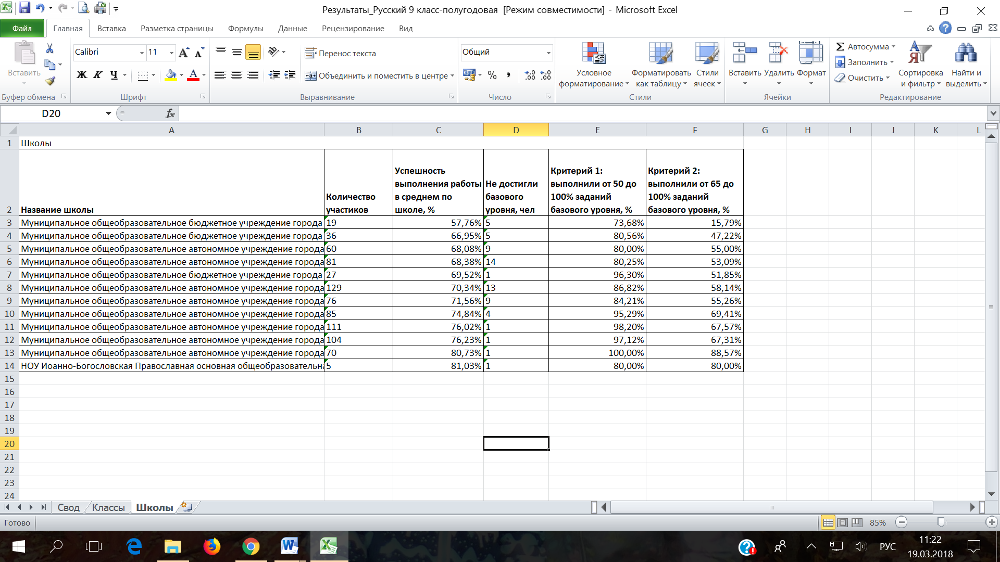 Результаты_Русский 9 класс-полугодовая [Режим совместимости] - Microsoft Excel
Файл Главная Вставка Разметка страницы Формулы Данные Рецензирование Вид
Calibri 11 Перенос текста Общий Автосумма
Вставить Условное форматирование Форматировать как таблицу Стили ячеек Вставить Удалить Формат Заполнить Сортировка и фильтр Найти и выделить
Ж К Ч Объединить и поместить в центре % Очистить
Буфер обмена Шрифт Выравнивание Число Стили Ячейки Редактирование
D20 fx
A B C D E F G H I J K L
1 Школы
2 Название школы Количество участиков Успешность выполнения работы в среднем по школе, % Не достигли базового уровня, чел Критерий 1: выполнили от 50 до 100% заданий базового уровня, % Критерий 2: выполнили от 65 до 100% заданий базового уровня, %
3 Муниципальное общеобразовательное бюджетное учреждение города 19 57,76% 5 73,68% 15,79%
4 Муниципальное общеобразовательное бюджетное учреждение города 36 66,95% 5 80,56% 47,22%
5 Муниципальное общеобразовательное автономное учреждение города 60 68,08% 9 80,00% 55,00%
6 Муниципальное общеобразовательное автономное учреждение города 81 68,38% 14 80,25% 53,09%
7 Муниципальное общеобразовательное бюджетное учреждение города 27 69,52% 1 96,30% 51,85%
8 Муниципальное общеобразовательное автономное учреждение города 129 70,34% 13 86,82% 58,14%
9 Муниципальное общеобразовательное автономное учреждение города 76 71,56% 9 84,21% 55,26%
10 Муниципальное общеобразовательное автономное учреждение города 85 74,84% 4 95,29% 69,41%
11 Муниципальное общеобразовательное автономное учреждение города 111 76,02% 1 98,20% 67,57%
12 Муниципальное общеобразовательное автономное учреждение города 104 76,23% 1 97,12% 67,31%
13 Муниципальное общеобразовательное автономное учреждение города 70 80,73% 1 100,00% 88,57%
14 НОУ Иоанно-Богословская Православная основная общеобразовательна 5 81,03% 1 80,00% 80,00%
15
16
17
18
19
20
21
22
23
24
Свод Классы Школы
Готово 85%
РУС 11:22
19.03.2018